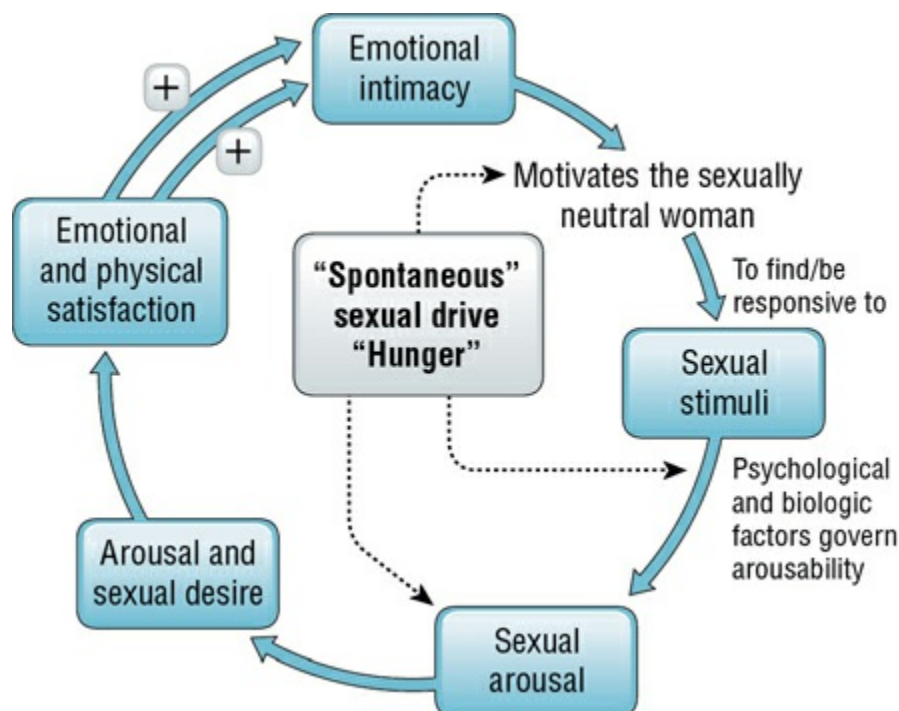 Emotional
intimacy
+
+
Motivates the sexually
neutral woman
To find/be
responsive to
Sexual
stimuli
Psychological
and biologic
factors govern
arousability
Sexual
arousal
Arousal and
sexual desire
Emotional
and physical
satisfaction
“Spontaneous”
sexual drive
“Hunger”